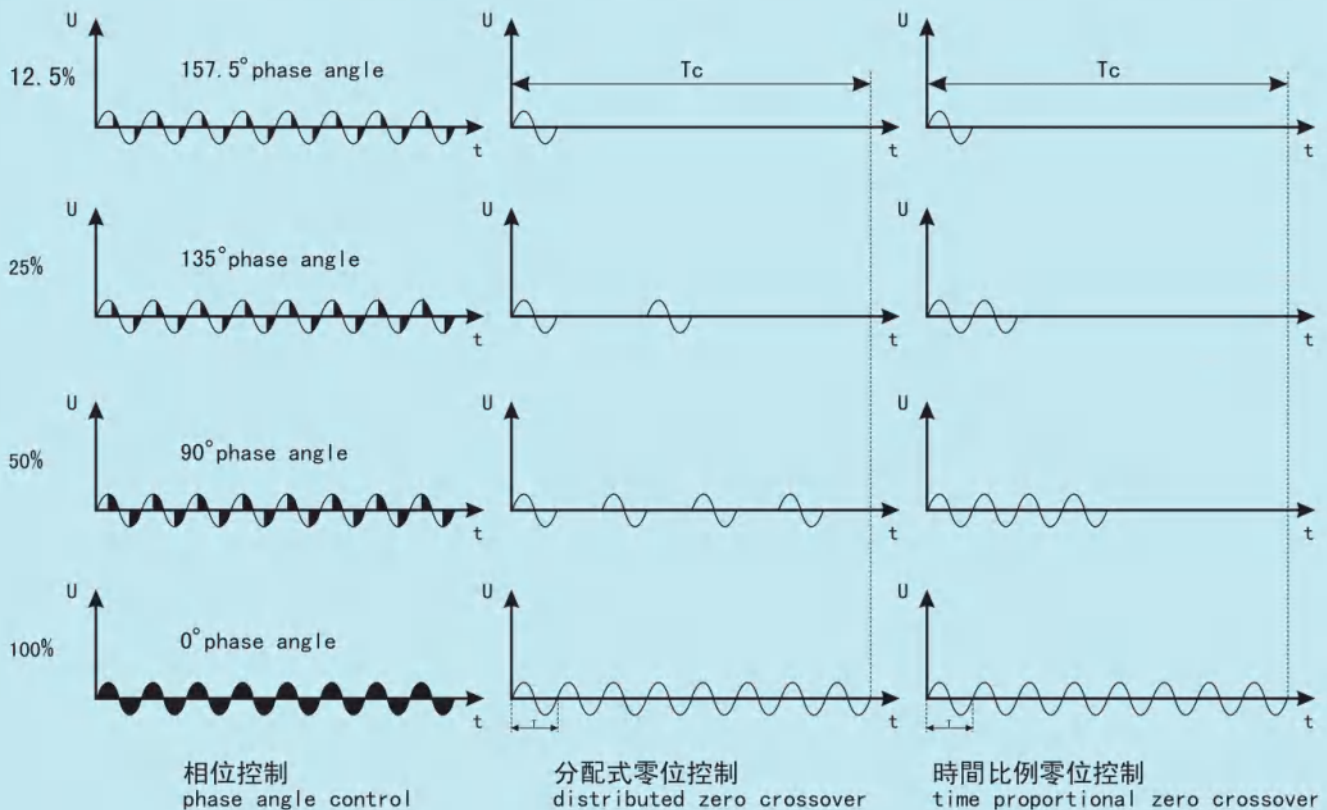 U
U
U
12.5%
157.5°phase angle
Tc
Tc
t
t
t
U
U
U
25%
135°phase angle
t
t
t
U
U
U
50%
90°phase angle
t
t
t
U
U
U
100%
0°phase angle
T
T
t
t
t
相位控制
phase angle control
分配式零位控制
distributed zero crossover
時間比例零位控制
time proportional zero crossover